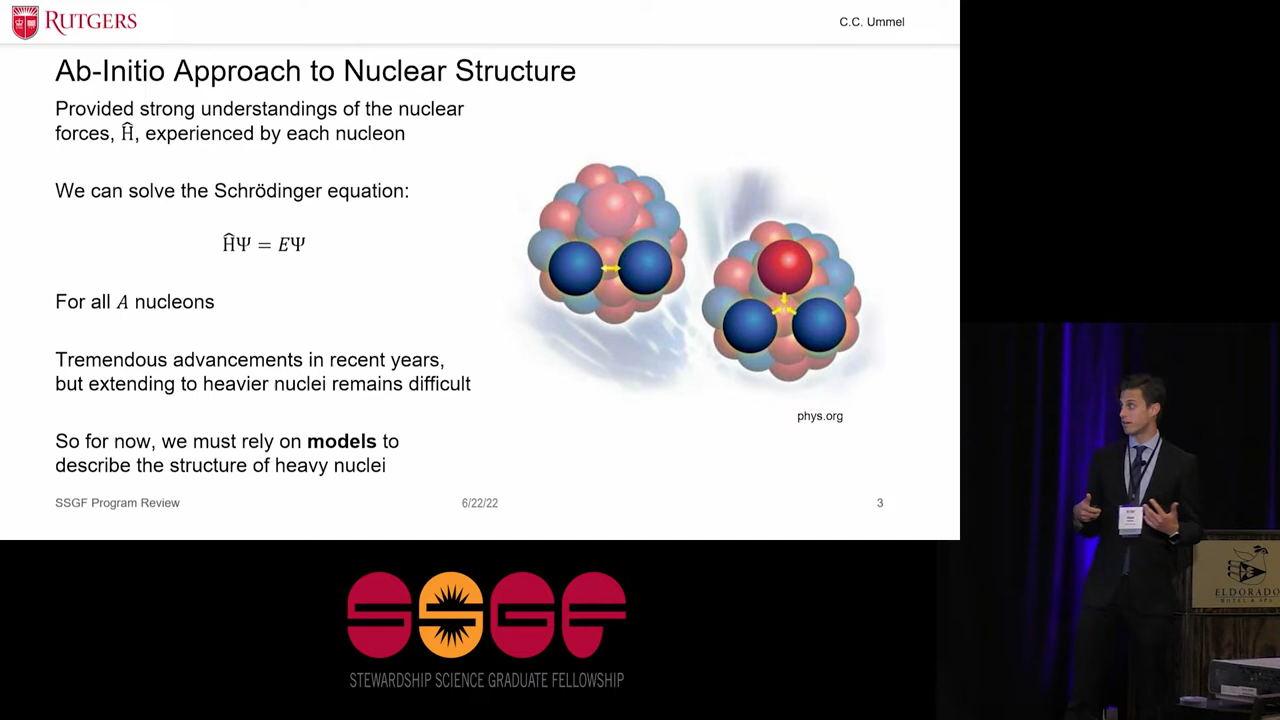 RUTGERS
C.C. Ummel
Ab-Initio Approach to Nuclear Structure
Provided strong understandings of the nuclear
forces, Ĥ, experienced by each nucleon
We can solve the Schrödinger equation:
ĤΨ = EΨ
For all A nucleons
Tremendous advancements in recent years,
but extending to heavier nuclei remains difficult
So for now, we must rely on models to
describe the structure of heavy nuclei
phys.org
SSGF Program Review
6/22/22
3
SSGF
STEWARDSHIP SCIENCE GRADUATE FELLOWSHIP
ELDORADO
HOTEL & SPA